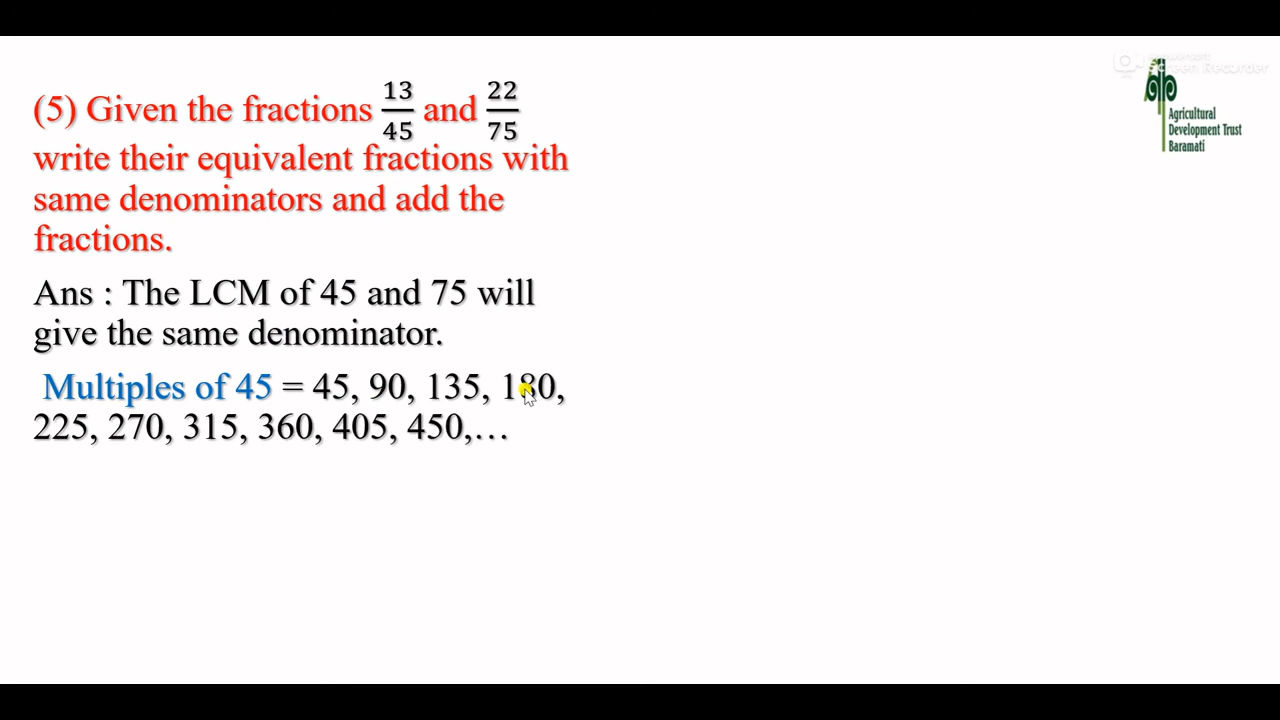 (5) Given the fractions 13/45 and 22/75
write their equivalent fractions with
same denominators and add the
fractions.
Ans : The LCM of 45 and 75 will
give the same denominator.
Multiples of 45 = 45, 90, 135, 180,
225, 270, 315, 360, 405, 450,…
Screen Recorder
Agricultural
Development Trust
Baramati